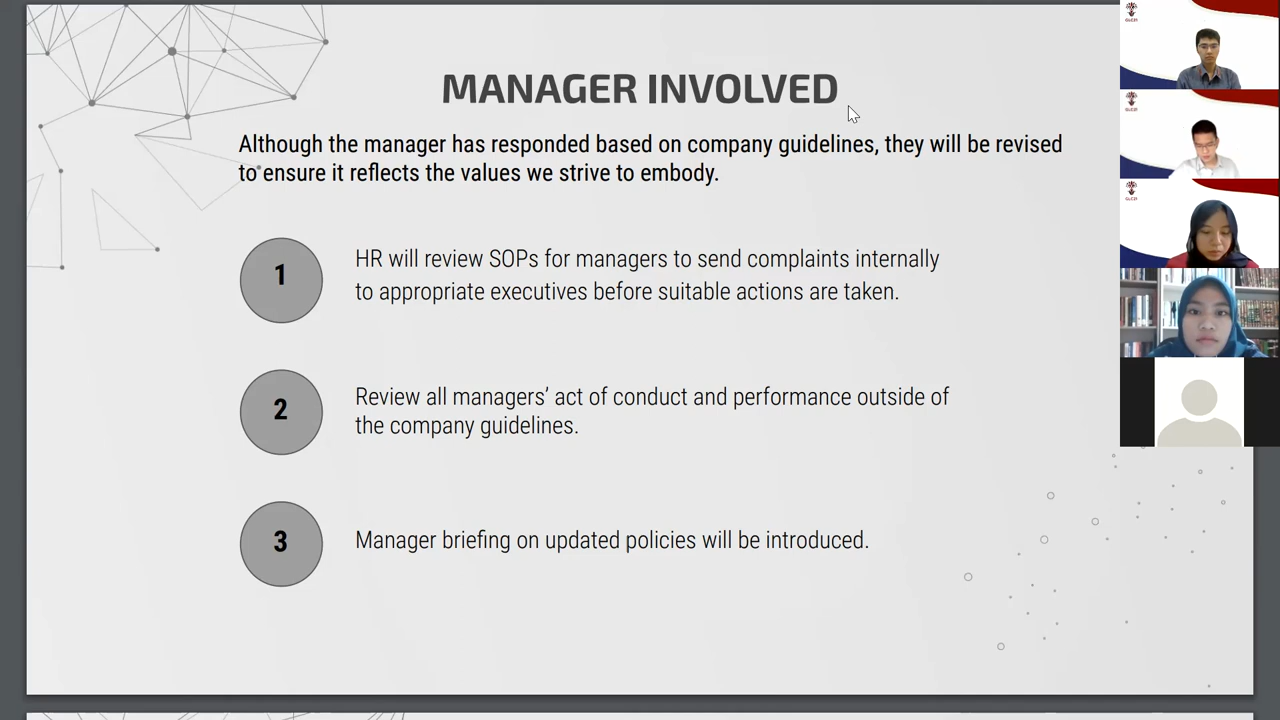 MANAGER INVOLVED
Although the manager has responded based on company guidelines, they will be revised
to ensure it reflects the values we strive to embody.
1
HR will review SOPs for managers to send complaints internally
to appropriate executives before suitable actions are taken.
2
Review all managers’ act of conduct and performance outside of
the company guidelines.
3
Manager briefing on updated policies will be introduced.